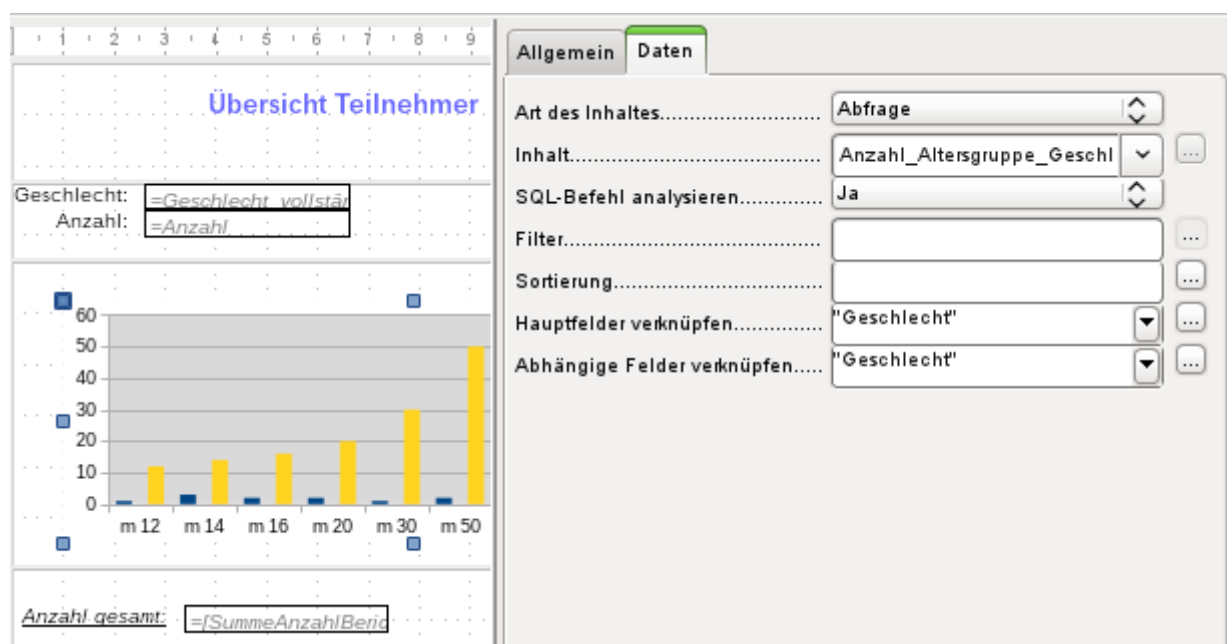 1 2 3 4 5 6 7 8 9
Übersicht Teilnehmer
Geschlecht: =Geschlecht_vollstär
Anzahl: =Anzahl
60
50
40
30
20
10
0
m 12 m 14 m 16 m 20 m 30 m 50
Anzahl gesamt: =[SummeAnzahlBeric
Allgemein Daten
Art des Inhaltes......................... Abfrage
Inhalt....................................... Anzahl_Altersgruppe_Geschl ...
SQL-Befehl analysieren.............. Ja
Filter........................................ ...
Sortierung................................. ...
Hauptfelder verknüpfen............... "Geschlecht" ...
Abhängige Felder verknüpfen..... "Geschlecht" ...